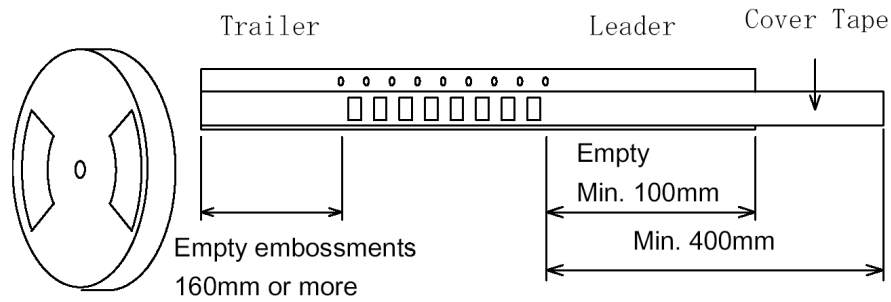 Trailer
Leader
Cover Tape
Empty
Min. 100mm
Min. 400mm
Empty embossments
160mm or more